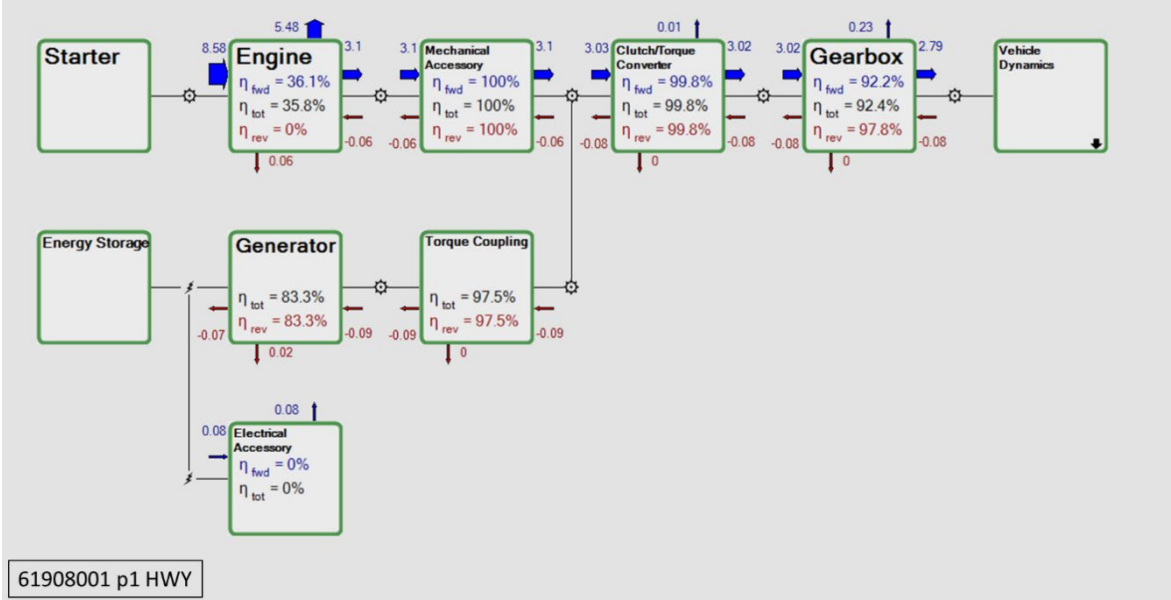 Starter
8.58
5.48
Engine
η fwd = 36.1%
η tot = 35.8%
η rev = 0%
3.1
-0.06
0.06
3.1
Mechanical
Accessory
η fwd = 100%
η tot = 100%
η rev = 100%
3.1
-0.06
-0.06
3.03
0.01
Clutch/Torque
Converter
η fwd = 99.8%
η tot = 99.8%
η rev = 99.8%
3.02
-0.08
-0.08
0
3.02
0.23
Gearbox
η fwd = 92.2%
η tot = 92.4%
η rev = 97.8%
2.79
-0.08
-0.08
0
Vehicle
Dynamics
Energy Storage
Generator
η tot = 83.3%
η rev = 83.3%
-0.07
-0.09
0.02
Torque Coupling
η tot = 97.5%
η rev = 97.5%
-0.09
-0.09
0
0.08
0.08
Electrical
Accessory
η fwd = 0%
η tot = 0%
61908001 p1 HWY